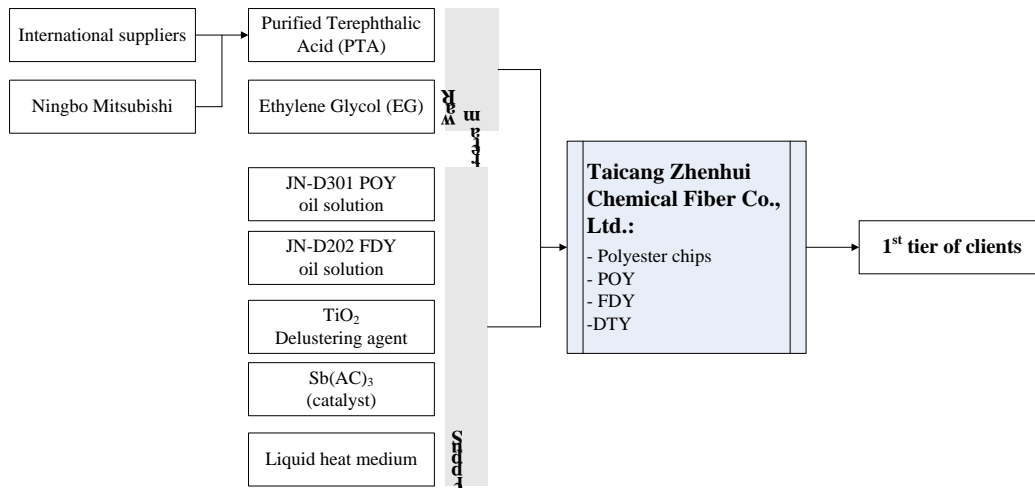 International suppliers
Ningbo Mitsubishi
Purified Terephthalic
Acid (PTA)
Ethylene Glycol (EG)
JN-D301 POY
oil solution
JN-D202 FDY
oil solution
TiO₂
Delustering agent
Sb(AC)₃
(catalyst)
Liquid heat medium
Raw
Taicang Zhenhui
Chemical Fiber Co.,
Ltd.:
- Polyester chips
- POY
- FDY
-DTY
1st tier of clients